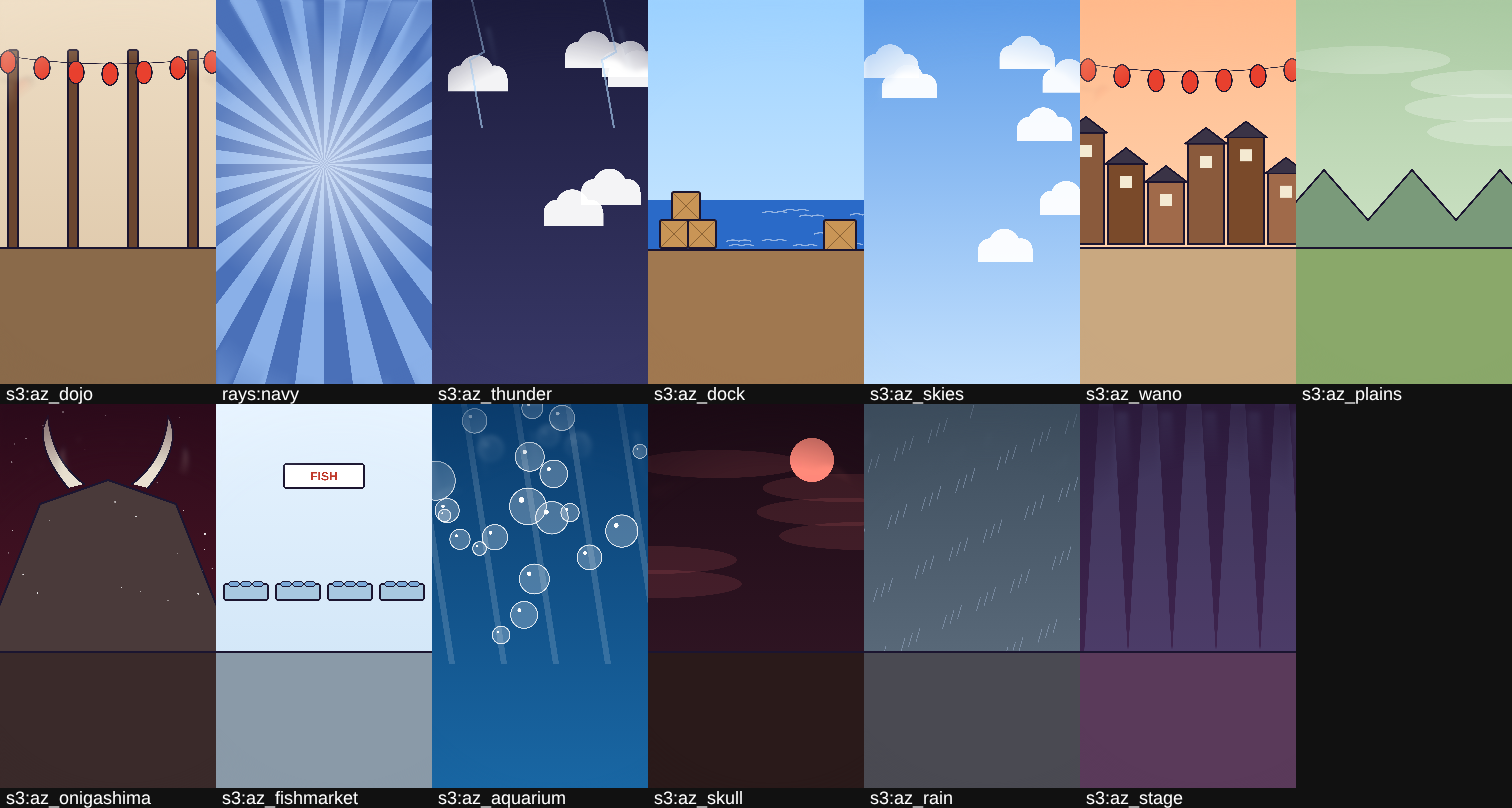 s3:az_dojo
rays:navy
s3:az_thunder
s3:az_dock
s3:az_skies
s3:az_wano
s3:az_plains
FISH
s3:az_onigashima
s3:az_fishmarket
s3:az_aquarium
s3:az_skull
s3:az_rain
s3:az_stage